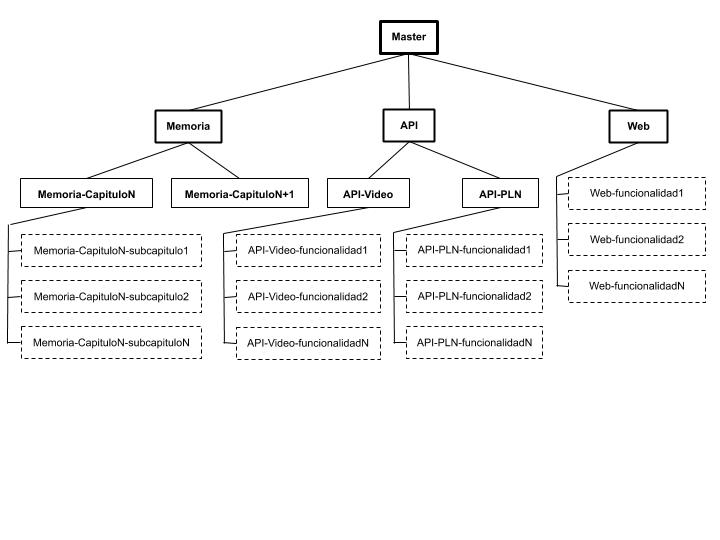 Master
Memoria
API
Web
Memoria-CapituloN
Memoria-CapituloN+1
API-Video
API-PLN
Web-funcionalidad1
Web-funcionalidad2
Web-funcionalidadN
Memoria-CapituloN-subcapitulo1
API-Video-funcionalidad1
API-PLN-funcionalidad1
Memoria-CapituloN-subcapitulo2
API-Video-funcionalidad2
API-PLN-funcionalidad2
Memoria-CapituloN-subcapituloN
API-Video-funcionalidadN
API-PLN-funcionalidadN